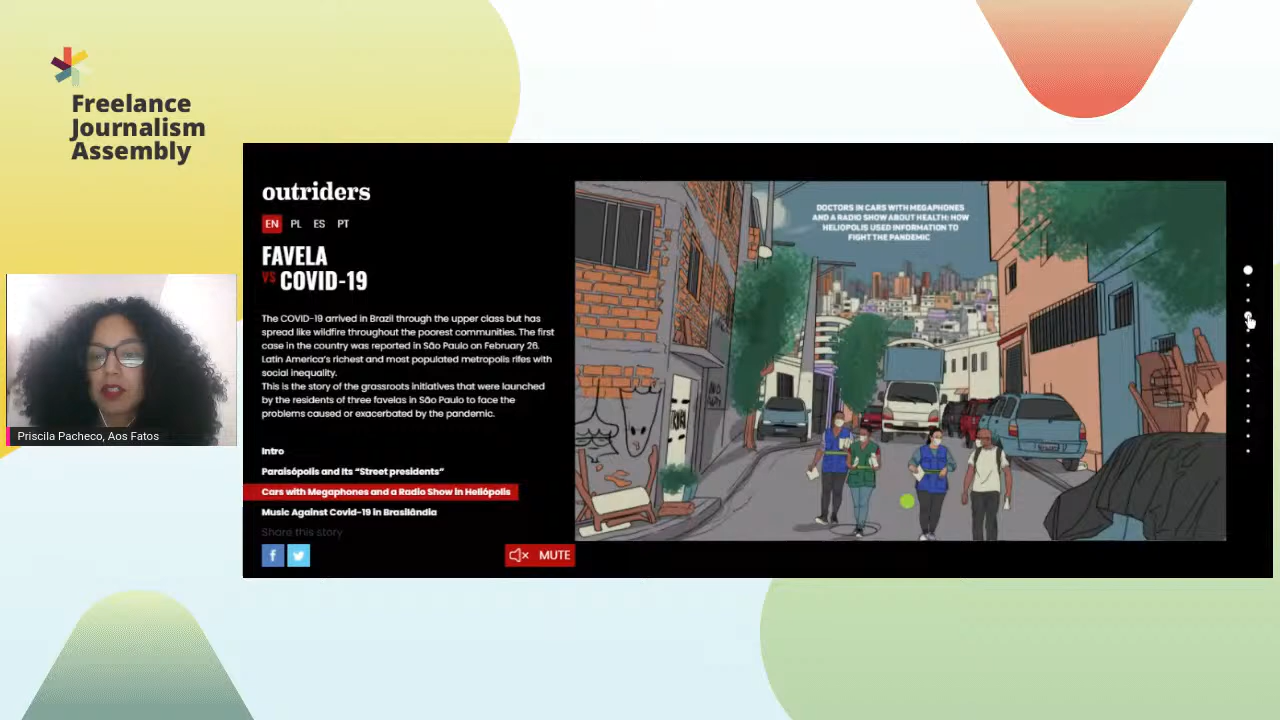 Freelance
Journalism
Assembly
outriders
EN PL ES PT
FAVELA
VS COVID-19
The COVID-19 arrived in Brazil through the upper class but has
spread like wildfire throughout the poorest communities. The first
case in the country was reported in São Paulo on February 26.
Latin America's richest and most populated metropolis rifes with
social inequality.
This is the story of the grassroots initiatives that were launched
by the residents of three favelas in São Paulo to face the
problems caused or exacerbated by the pandemic.
Intro
Paraisópolis and Its “Street presidents”
Cars with Megaphones and a Radio Show in Heliópolis
Music Against Covid-19 in Brasilândia
Share this story
f
MUTE
DOCTORS IN CARS WITH MEGAPHONES
AND A RADIO SHOW ABOUT HEALTH: HOW
HELIOPOLIS USED INFORMATION TO
FIGHT THE PANDEMIC
Priscila Pacheco, Aos Fatos